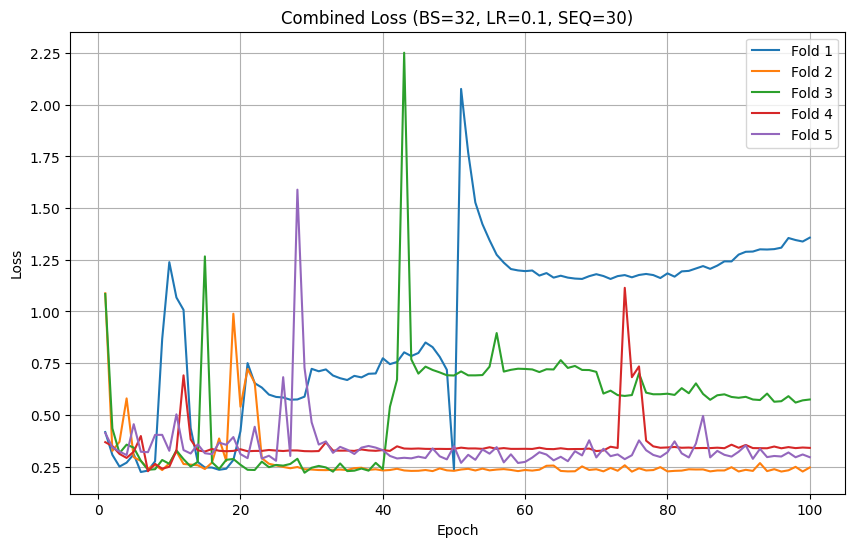 Combined Loss (BS=32, LR=0.1, SEQ=30)
Loss
2.25
2.00
1.75
1.50
1.25
1.00
0.75
0.50
0.25
0
20
40
60
80
100
Epoch
Fold 1
Fold 2
Fold 3
Fold 4
Fold 5